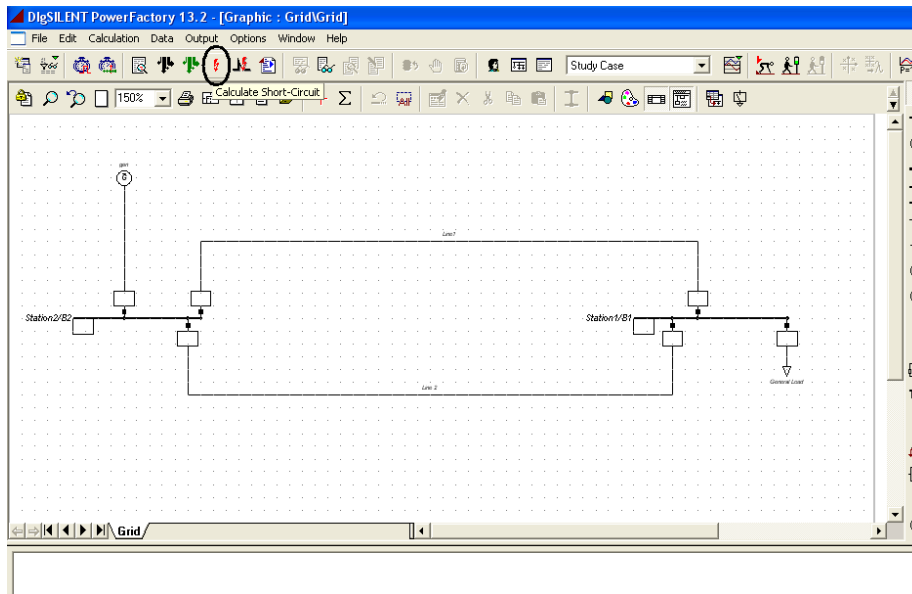 DIgSILENT PowerFactory 13.2 - [Graphic : Grid\Grid]
File Edit Calculation Data Output Options Window Help
Study Case
150%
Calculate Short-Circuit
gen
G
Line1
Station2/B2
Station1/B1
Line 2
General Load
Grid